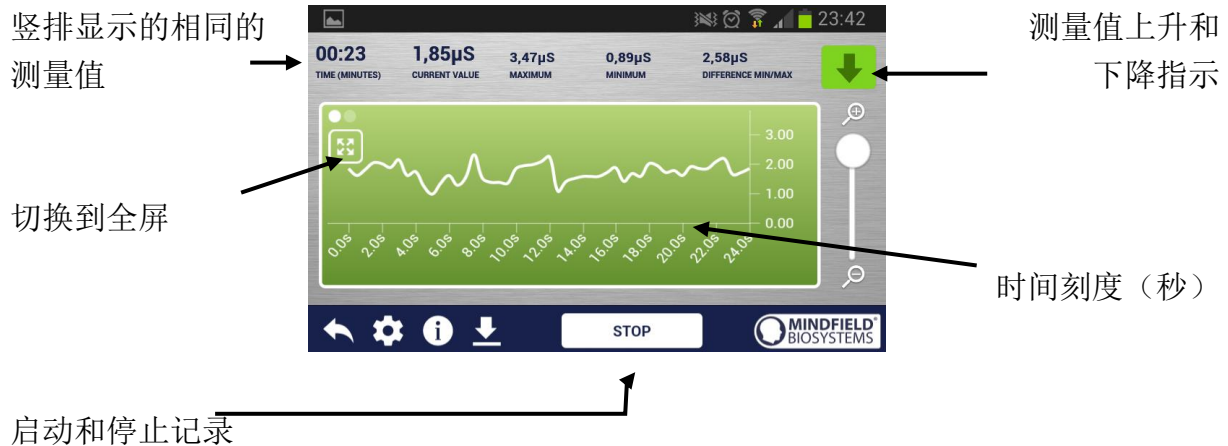 竖排显示的相同的
测量值
测量值上升和
下降指示
23:42
00:23 1,85µS 3,47µS 0,89µS 2,58µS
TIME (MINUTES) CURRENT VALUE MAXIMUM MINIMUM DIFFERENCE MIN/MAX
3.00
2.00
1.00
0.00
0.0s 2.0s 4.0s 6.0s 8.0s 10.0s 12.0s 14.0s 16.0s 18.0s 20.0s 22.0s 24.0s
切换到全屏
时间刻度（秒）
STOP
MINDFIELD®
BIOSYSTEMS
启动和停止记录